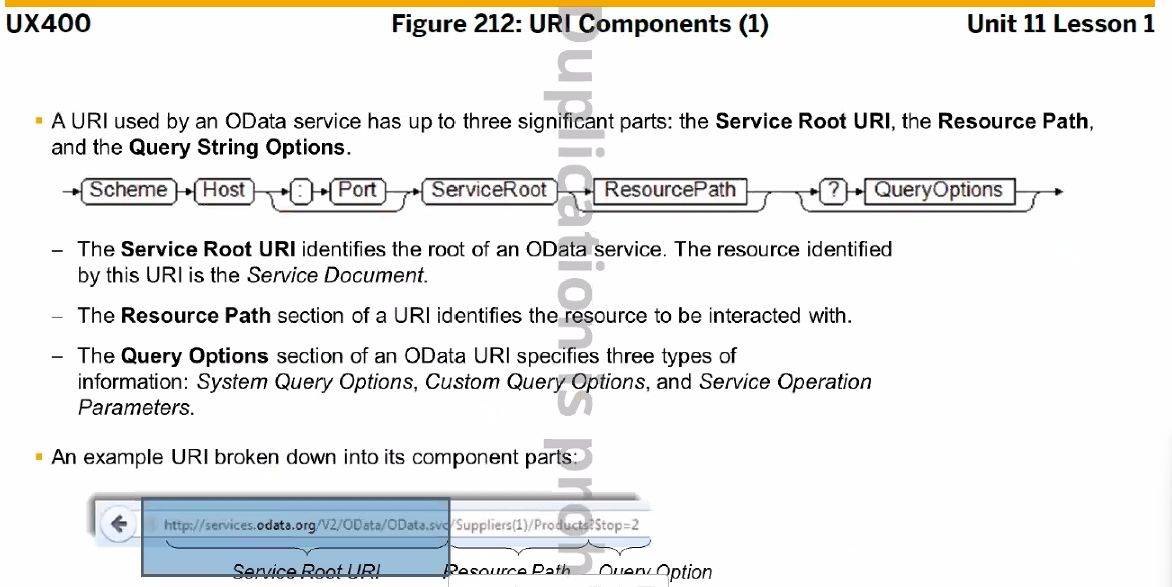 UX400 Figure 212: URI Components (1) Unit 11 Lesson 1
A URI used by an OData service has up to three significant parts: the Service Root URI, the Resource Path,
and the Query String Options.
Scheme Host : Port ServiceRoot ResourcePath ? QueryOptions
– The Service Root URI identifies the root of an OData service. The resource identified
by this URI is the Service Document.
– The Resource Path section of a URI identifies the resource to be interacted with.
– The Query Options section of an OData URI specifies three types of
information: System Query Options, Custom Query Options, and Service Operation
Parameters.
An example URI broken down into its component parts:
http://services.odata.org/V2/OData/OData.svc/Suppliers(1)/Products?$top=2
Service Root URI Resource Path Query Option
Duplication is proh